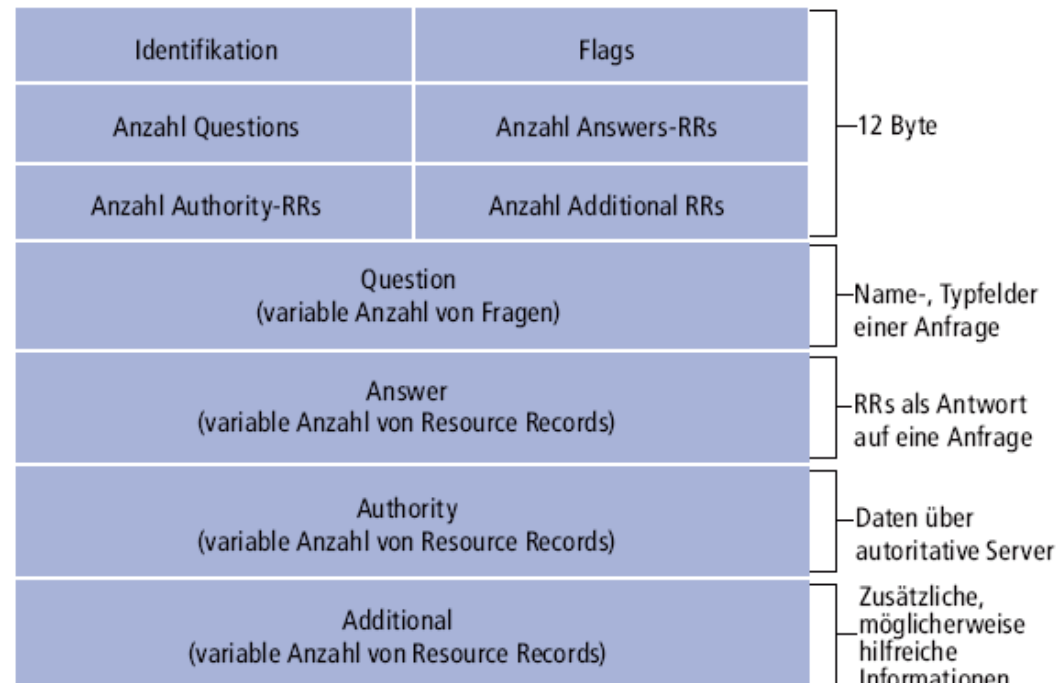 Identifikation
Flags
Anzahl Questions
Anzahl Answers-RRs
12 Byte
Anzahl Authority-RRs
Anzahl Additional RRs
Question
(variable Anzahl von Fragen)
Name-, Typfelder
einer Anfrage
Answer
(variable Anzahl von Resource Records)
RRs als Antwort
auf eine Anfrage
Authority
(variable Anzahl von Resource Records)
Daten über
autoritative Server
Additional
(variable Anzahl von Resource Records)
Zusätzliche,
möglicherweise
hilfreiche
Informationen